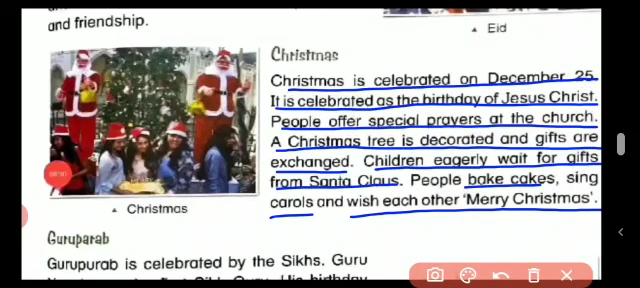 and friendship.
▲ Eid
Christmas
Christmas is celebrated on December 25.
It is celebrated as the birthday of Jesus Christ.
People offer special prayers at the church.
A Christmas tree is decorated and gifts are
exchanged. Children eagerly wait for gifts
from Santa Claus. People bake cakes, sing
carols and wish each other 'Merry Christmas'.
▲ Christmas
Guruparab
Gurupurab is celebrated by the Sikhs. Guru